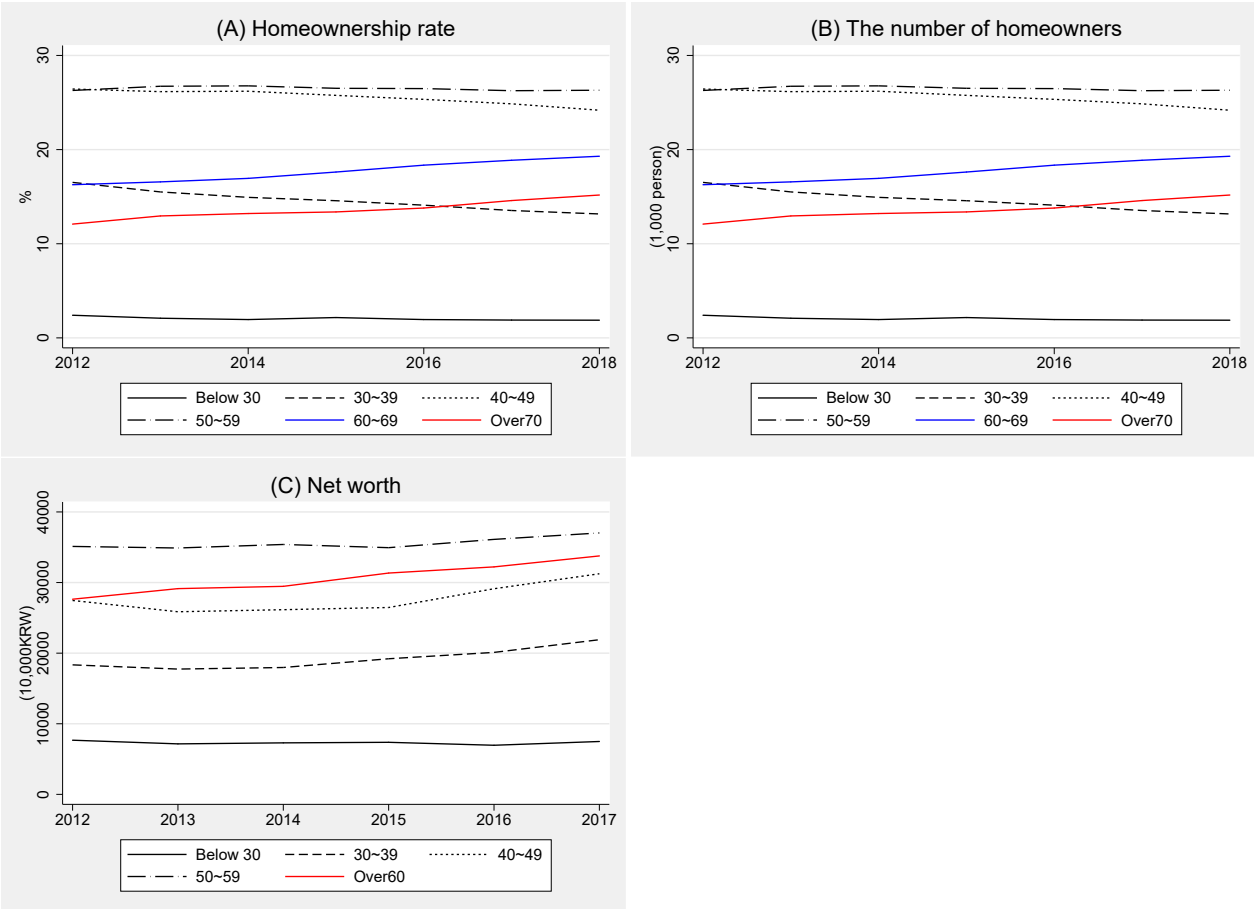 (A) Homeownership rate
30
20
10
0
%
2012 2014 2016 2018
Below 30 30~39 40~49
50~59 60~69 Over70
(B) The number of homeowners
30
20
10
0
(1,000 person)
2012 2014 2016 2018
Below 30 30~39 40~49
50~59 60~69 Over70
(C) Net worth
40000
30000
20000
10000
0
(10,000KRW)
2012 2013 2014 2015 2016 2017
Below 30 30~39 40~49
50~59 Over60